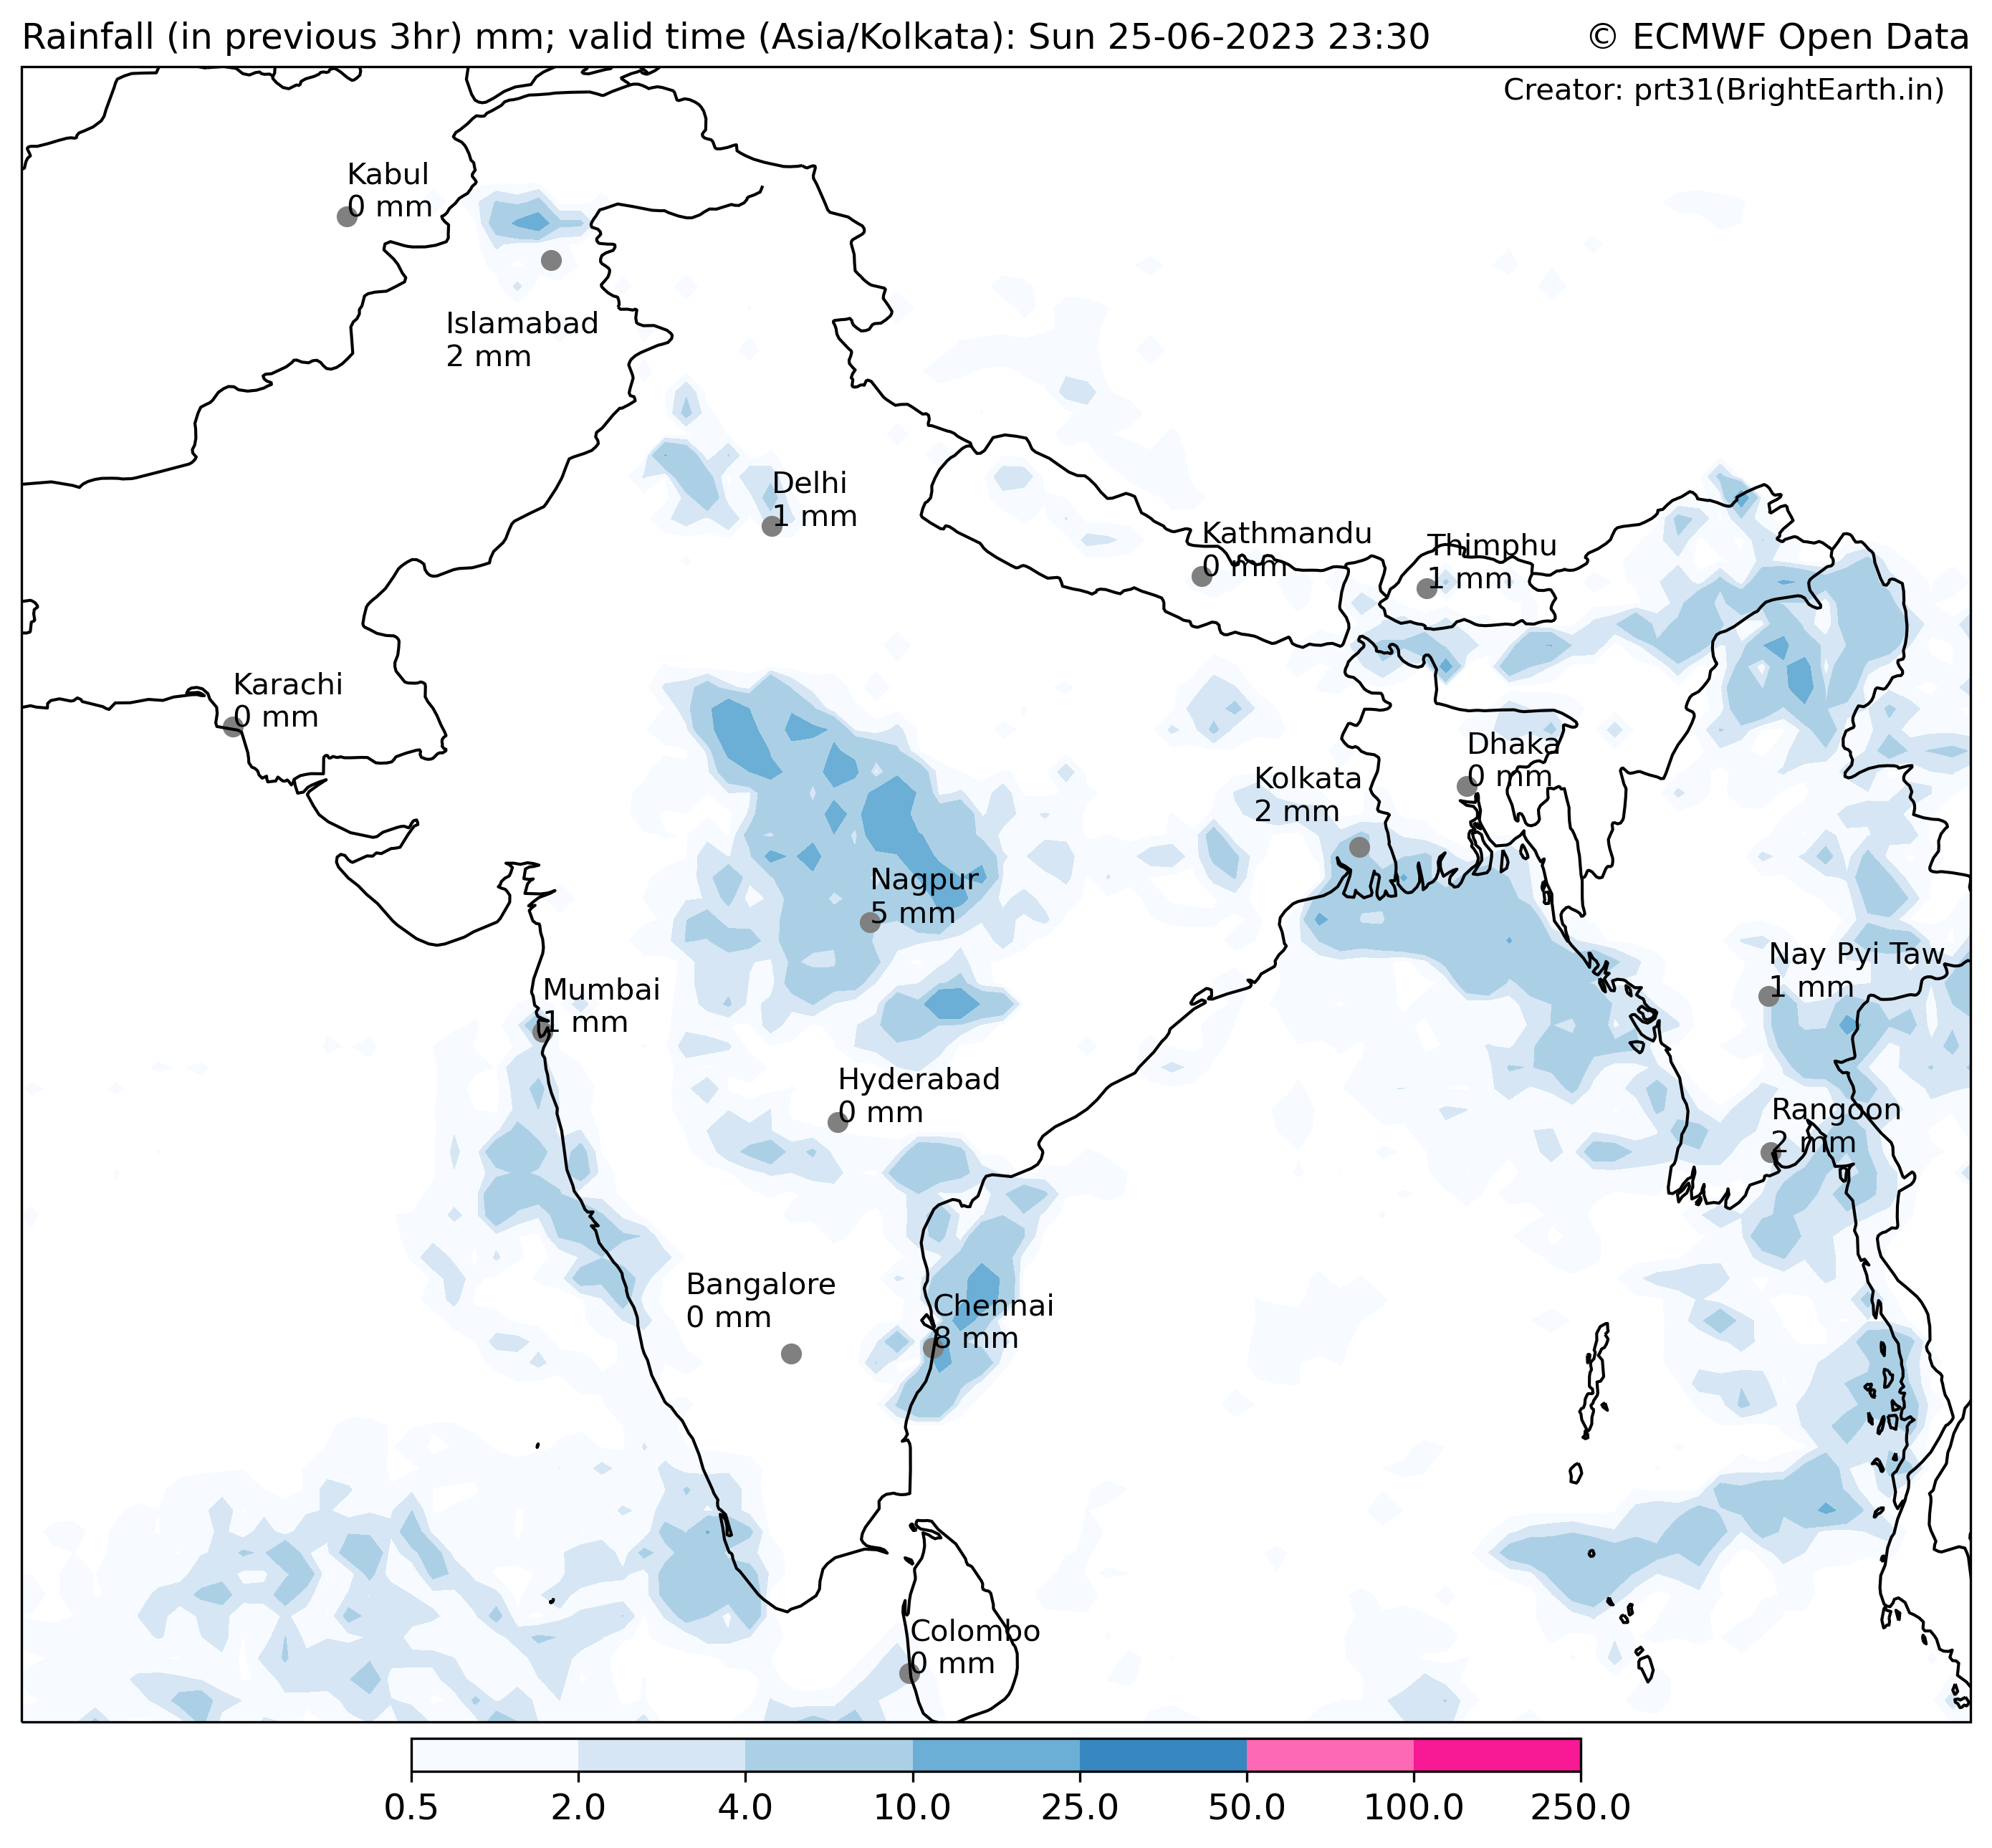 Rainfall (in previous 3hr) mm; valid time (Asia/Kolkata): Sun 25-06-2023 23:30
© ECMWF Open Data
Creator: prt31(BrightEarth.in)
Kabul
0 mm
Islamabad
2 mm
Delhi
1 mm
Kathmandu
0 mm
Thimphu
1 mm
Karachi
0 mm
Dhaka
0 mm
Kolkata
2 mm
Nagpur
5 mm
Nay Pyi Taw
1 mm
Mumbai
1 mm
Hyderabad
0 mm
Rangoon
2 mm
Bangalore
0 mm
Chennai
8 mm
Colombo
0 mm
0.5 2.0 4.0 10.0 25.0 50.0 100.0 250.0